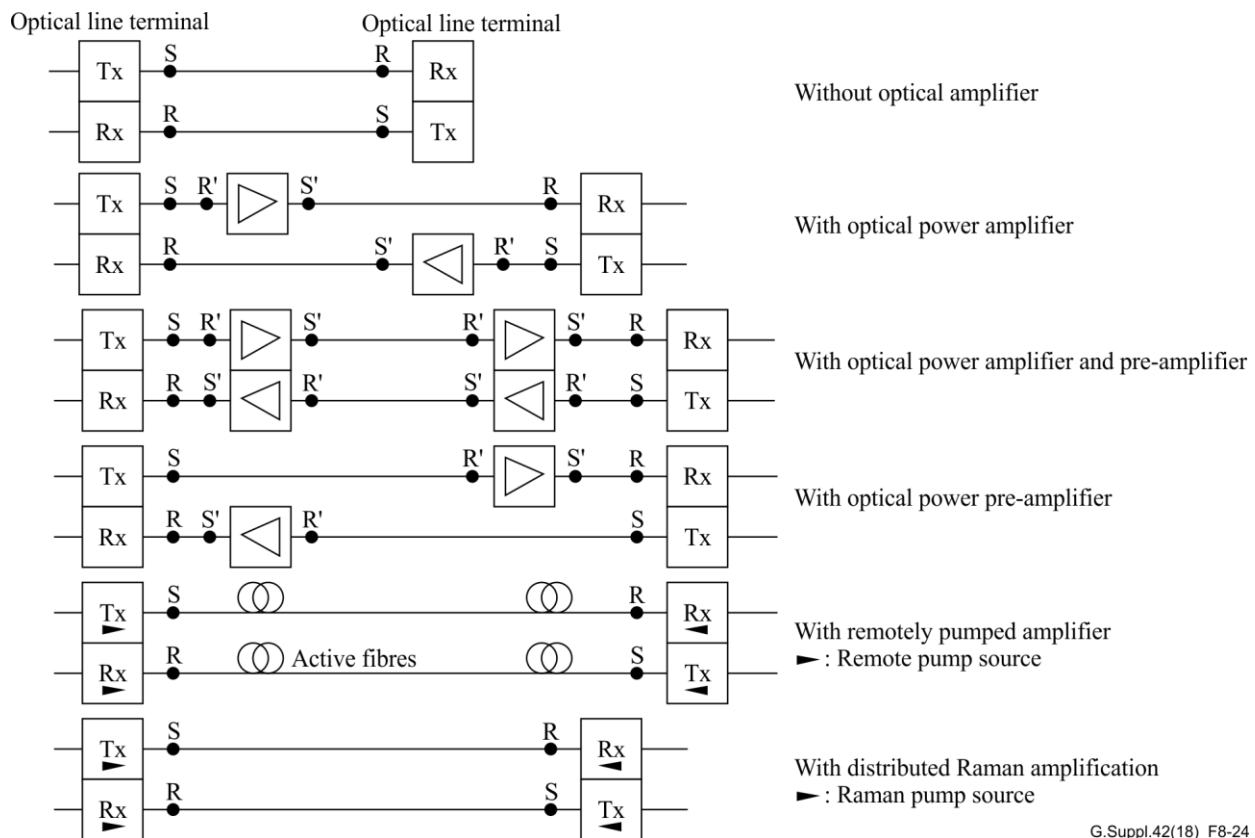 Optical line terminal Optical line terminal
S R
Tx Rx
Without optical amplifier
R S
Rx Tx
S R' S' R
Tx Rx
With optical power amplifier
R S' R' S
Rx Tx
S R' S' R' S' R
Tx Rx
With optical power amplifier and pre-amplifier
R S' R' S' R' S
Rx Tx
S R' S' R
Tx Rx
With optical power pre-amplifier
R S' R' S
Rx Tx
S R
Tx Rx
With remotely pumped amplifier
R Active fibres S
: Remote pump source
Rx Tx
S R
Tx Rx
With distributed Raman amplification
R S
: Raman pump source
Rx Tx
G.Suppl.42(18)_F8-24